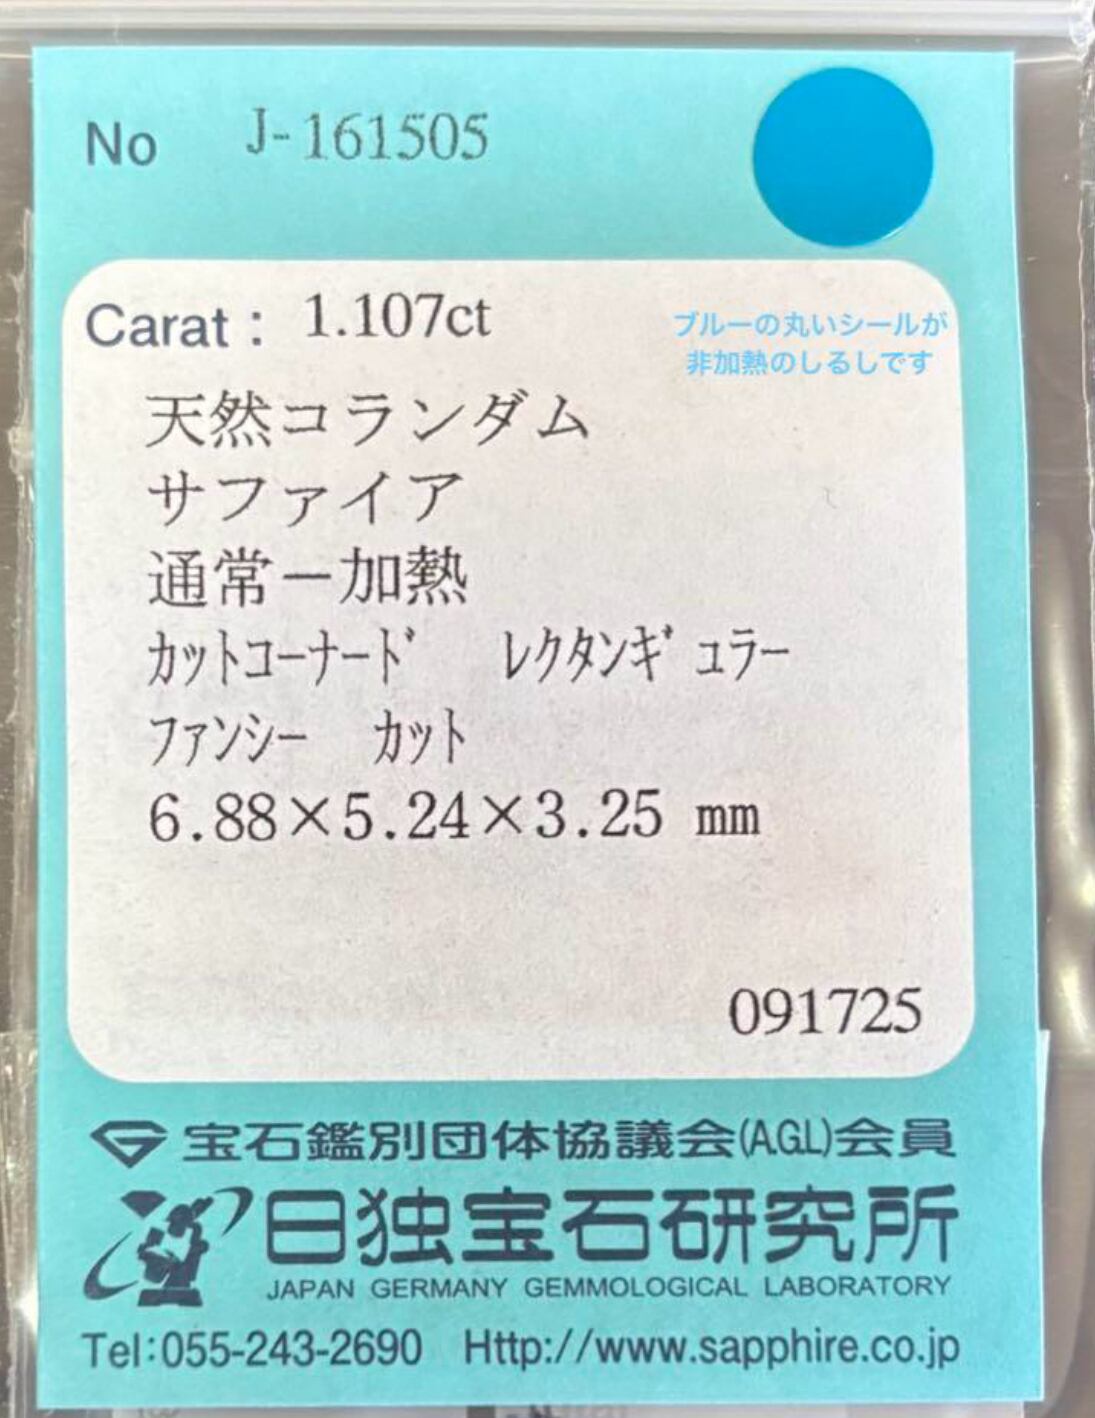 No J-161505
Carat : 1.107ct
ブルーの丸いシールが
非加熱のしるしです
天然コランダム
サファイア
通常－加熱
ｶｯﾄｺｰﾅｰﾄﾞ ﾚｸﾀﾝｷﾞｭﾗｰ
ﾌｧﾝｼｰ ｶｯﾄ
6.88×5.24×3.25 mm
091725
宝石鑑別団体協議会(AGL)会員
日独宝石研究所
JAPAN GERMANY GEMMOLOGICAL LABORATORY
Tel:055-243-2690 Http://www.sapphire.co.jp